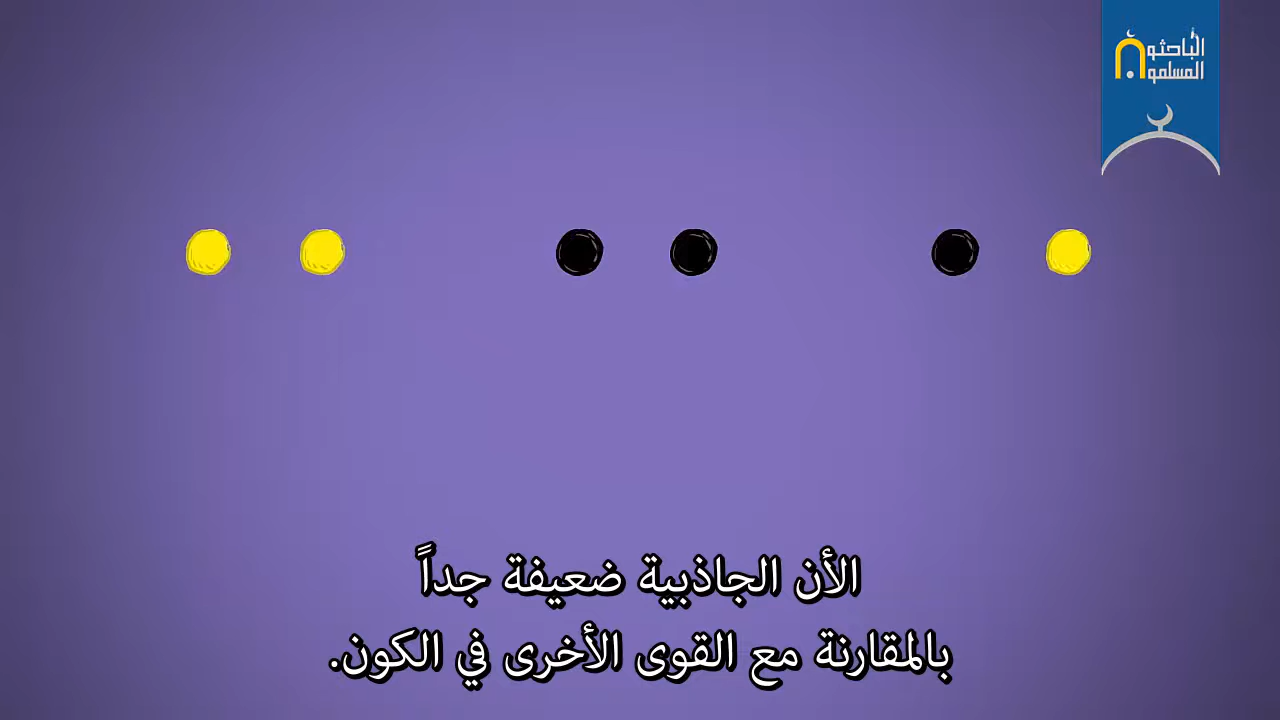 الباحثون
المسلمون
الأن الجاذبية ضعيفة جداً
بالمقارنة مع القوى الأخرى في الكون.